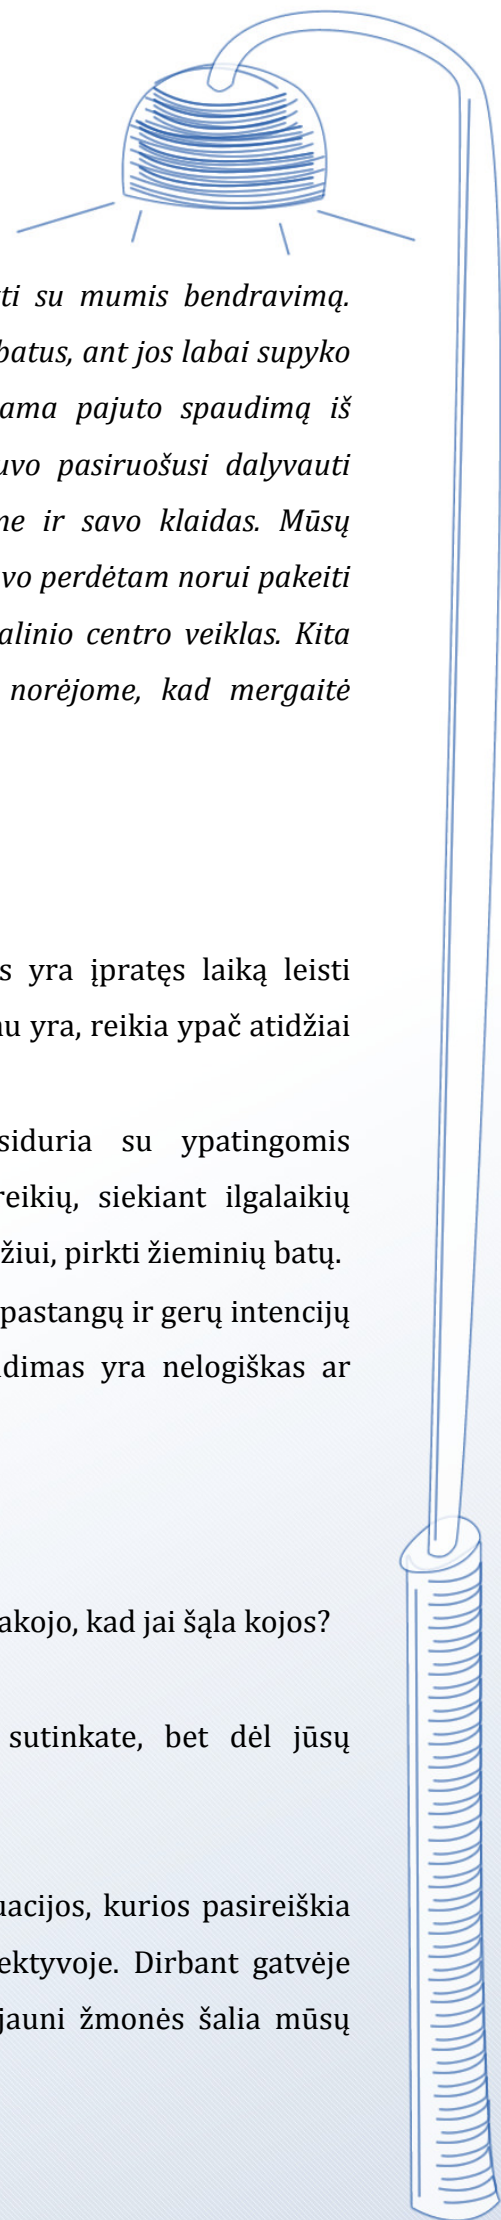 ti su mumis bendravimą.
batus, ant jos labai supyko
ama pajuto spaudimą iš
uvo pasiruošusi dalyvauti
ne ir savo klaidas. Mūsų
vo perdėtam norui pakeiti
alinio centro veiklas. Kita
norėjome, kad mergaitė
s yra įpratęs laiką leisti
nu yra, reikia ypač atidžiai
siduria su ypatingomis
reikių, siekiant ilgalaikių
džiui, pirkti žieminių batų.
pastangų ir gerų intencijų
dimas yra nelogiškas ar
akojo, kad jai šąla kojos?
sutinkate, bet dėl jūsų
uacijos, kurios pasireiškia
ektyvoje. Dirbant gatvėje
jauni žmonės šalia mūsų